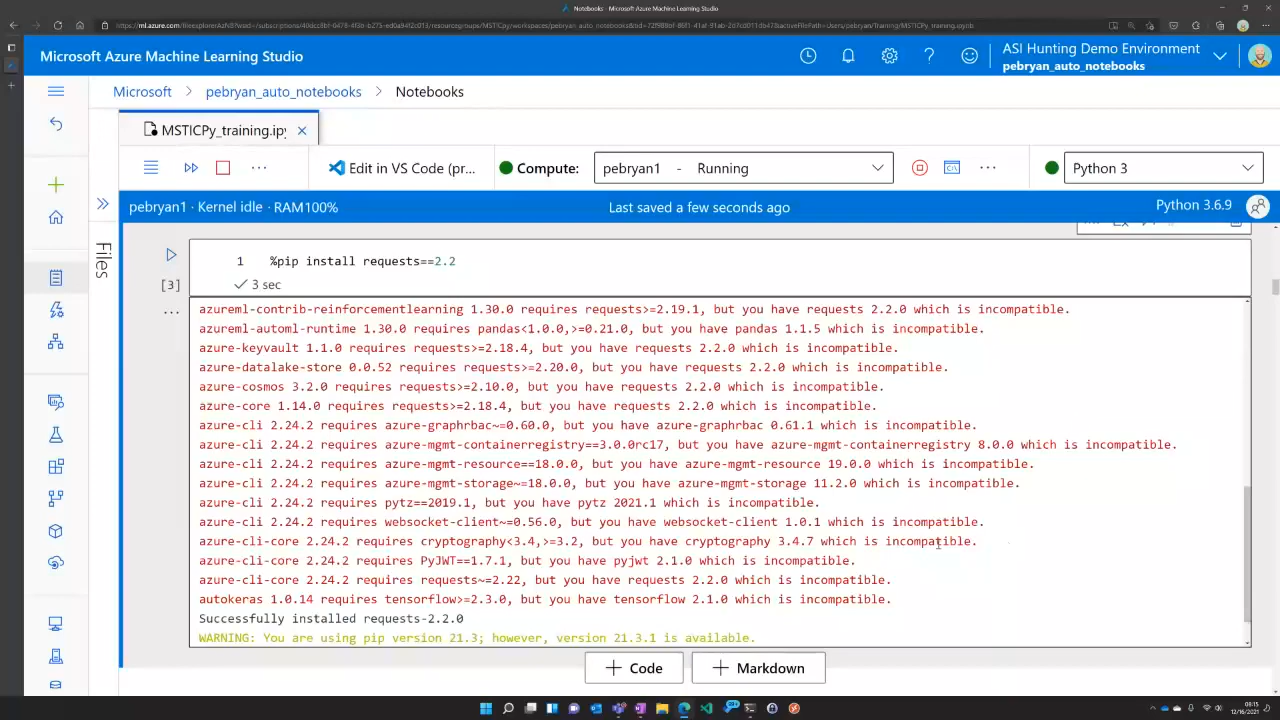 Notebooks - Microsoft Azure Machine Learning Studio
Microsoft Azure Machine Learning Studio
ASI Hunting Demo Environment
pebryan_auto_notebooks
Microsoft > pebryan_auto_notebooks > Notebooks
MSTICPy_training.ipy
Edit in VS Code (pr...
Compute:
pebryan1 - Running
Python 3
pebryan1 · Kernel idle · RAM100%
Last saved a few seconds ago
Python 3.6.9
Files
1 %pip install requests==2.2
[3]
3 sec
azureml-contrib-reinforcementlearning 1.30.0 requires requests>=2.19.1, but you have requests 2.2.0 which is incompatible.
azureml-automl-runtime 1.30.0 requires pandas<1.0.0,>=0.21.0, but you have pandas 1.1.5 which is incompatible.
azure-keyvault 1.1.0 requires requests>=2.18.4, but you have requests 2.2.0 which is incompatible.
azure-datalake-store 0.0.52 requires requests>=2.20.0, but you have requests 2.2.0 which is incompatible.
azure-cosmos 3.2.0 requires requests>=2.10.0, but you have requests 2.2.0 which is incompatible.
azure-core 1.14.0 requires requests>=2.18.4, but you have requests 2.2.0 which is incompatible.
azure-cli 2.24.2 requires azure-graphrbac~=0.60.0, but you have azure-graphrbac 0.61.1 which is incompatible.
azure-cli 2.24.2 requires azure-mgmt-containerregistry==3.0.0rc17, but you have azure-mgmt-containerregistry 8.0.0 which is incompatible.
azure-cli 2.24.2 requires azure-mgmt-resource==18.0.0, but you have azure-mgmt-resource 19.0.0 which is incompatible.
azure-cli 2.24.2 requires azure-mgmt-storage~=18.0.0, but you have azure-mgmt-storage 11.2.0 which is incompatible.
azure-cli 2.24.2 requires pytz==2019.1, but you have pytz 2021.1 which is incompatible.
azure-cli 2.24.2 requires websocket-client~=0.56.0, but you have websocket-client 1.0.1 which is incompatible.
azure-cli-core 2.24.2 requires cryptography<3.4,>=3.2, but you have cryptography 3.4.7 which is incompatible.
azure-cli-core 2.24.2 requires PyJWT==1.7.1, but you have pyjwt 2.1.0 which is incompatible.
azure-cli-core 2.24.2 requires requests~=2.22, but you have requests 2.2.0 which is incompatible.
autokeras 1.0.14 requires tensorflow>=2.3.0, but you have tensorflow 2.1.0 which is incompatible.
Successfully installed requests-2.2.0
WARNING: You are using pip version 21.3; however, version 21.3.1 is available.
+ Code
+ Markdown
08:15
12/16/2021